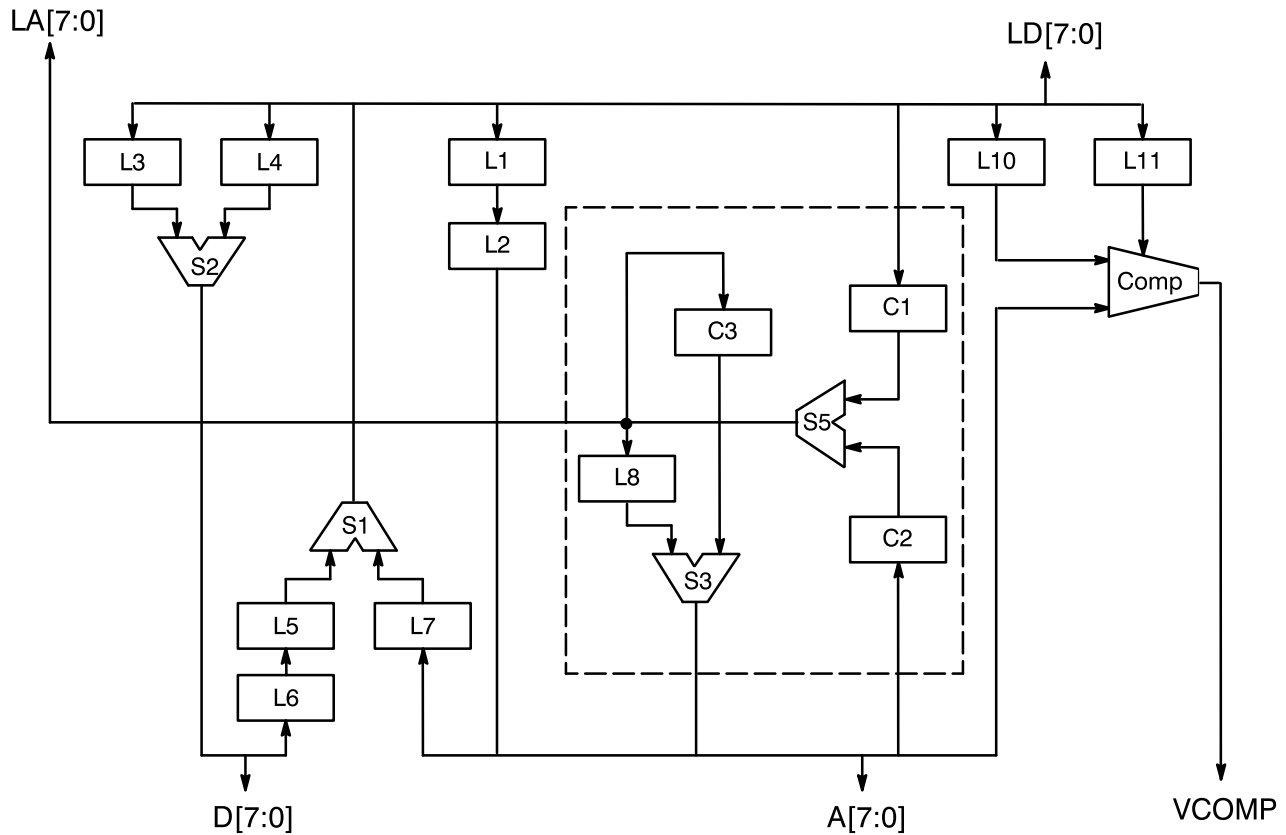 LA[7:0]
LD[7:0]
L3
L4
L1
L10
L11
L2
S2
Comp
C1
C3
S5
L8
S1
C2
S3
L5
L7
L6
D[7:0]
A[7:0]
VCOMP